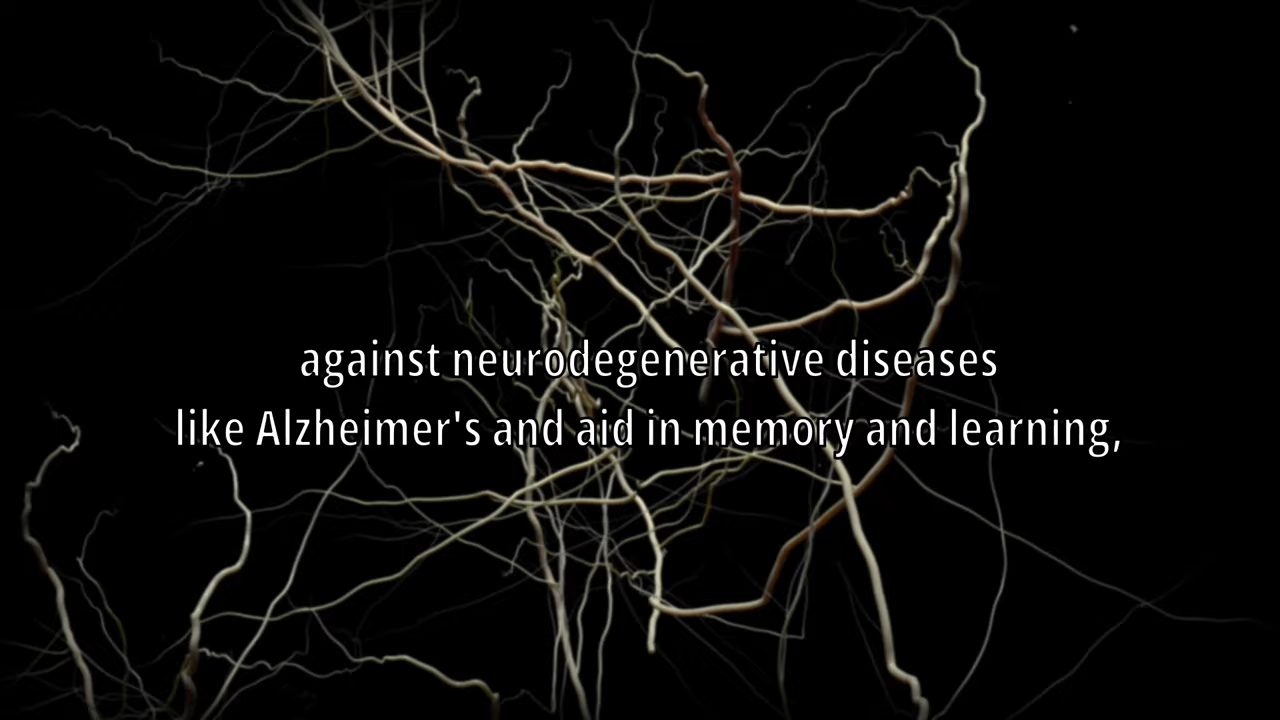 against neurodegenerative diseases
like Alzheimer's and aid in memory and learning,